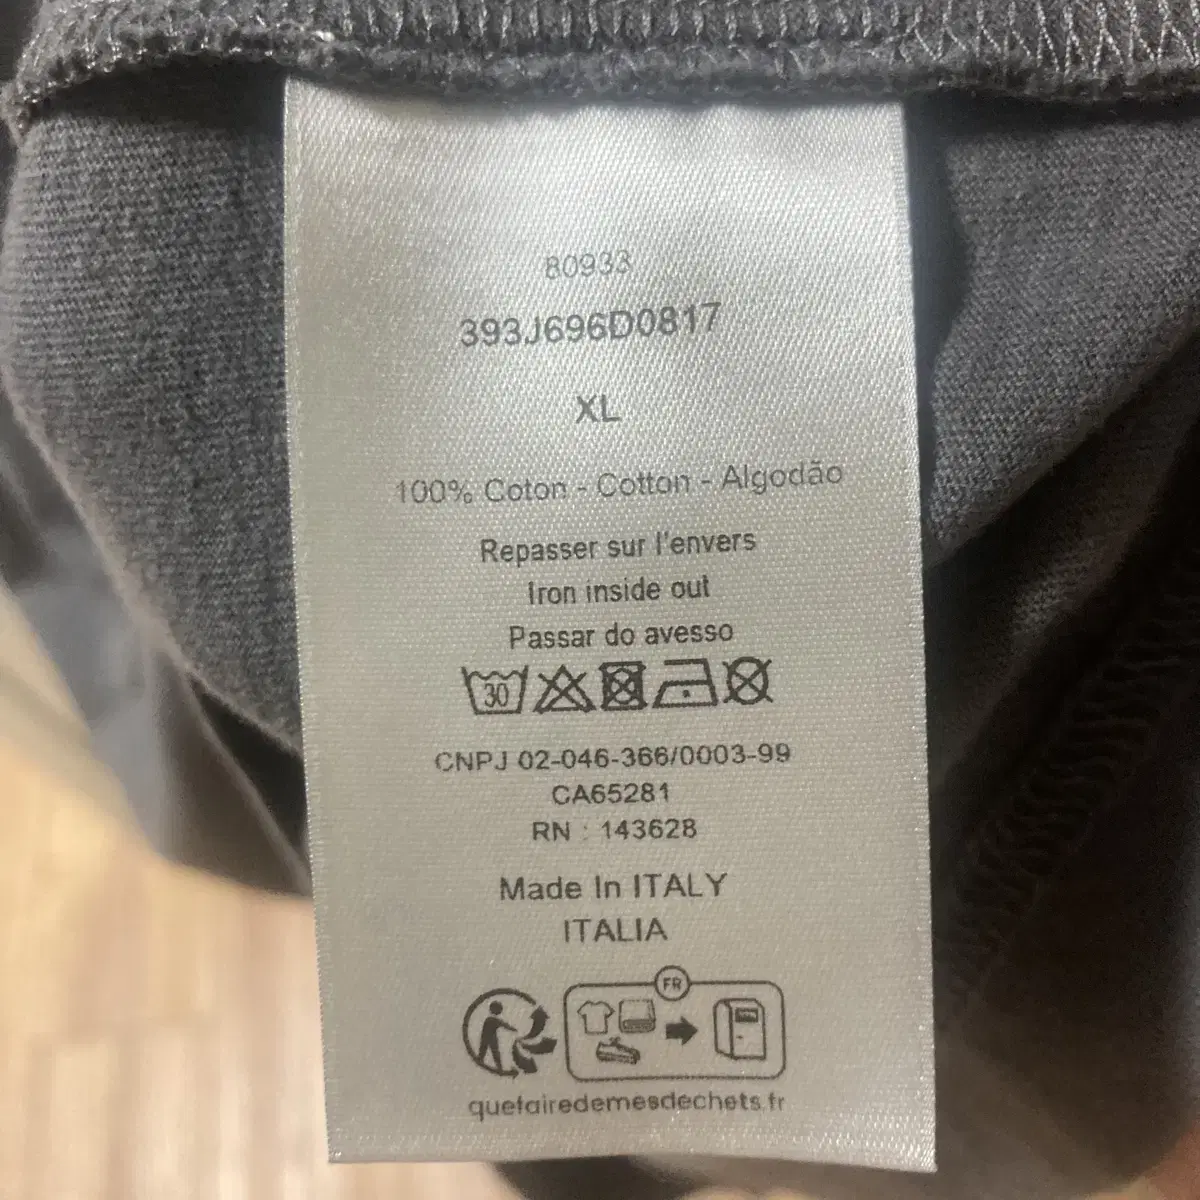 80933
393J696D0817
XL
100% Coton - Cotton - Algodão
Repasser sur l'envers
Iron inside out
Passar do avesso
30
CNPJ 02-046-366/0003-99
CA65281
RN : 143628
Made In ITALY
ITALIA
FR
quefairedemesdechets.fr